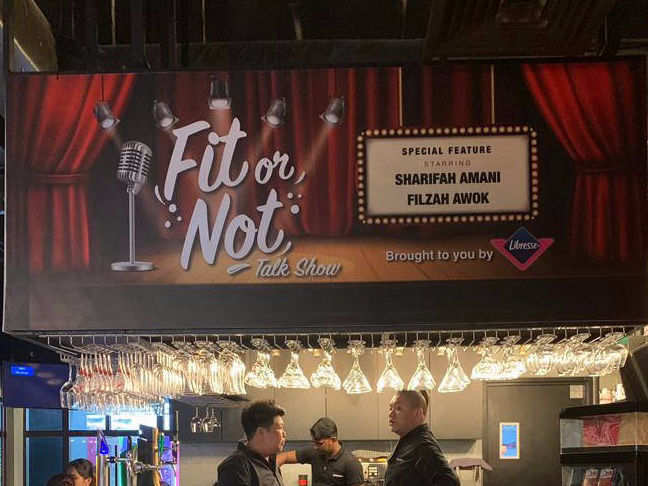 Fit or
Not
Talk Show
SPECIAL FEATURE
STARRING
SHARIFAH AMANI
FILZAH AWOK
Brought to you by
Libresse